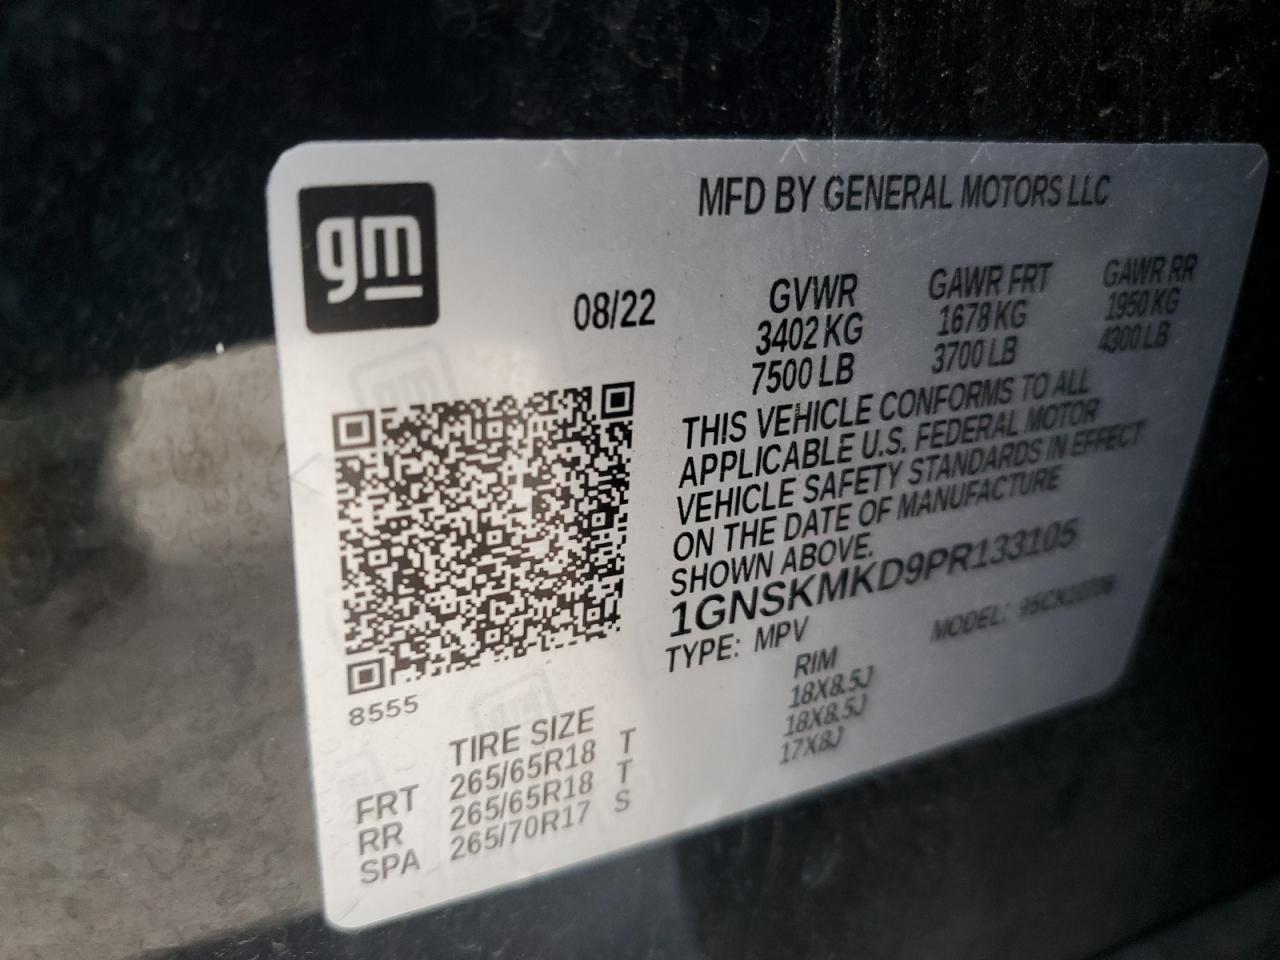 gm
MFD BY GENERAL MOTORS LLC
08/22
GVWR GAWR FRT GAWR RR
3402 KG 1678 KG 1950 KG
7500 LB 3700 LB 4300 LB
THIS VEHICLE CONFORMS TO ALL
APPLICABLE U.S. FEDERAL MOTOR
VEHICLE SAFETY STANDARDS IN EFFECT
ON THE DATE OF MANUFACTURE
SHOWN ABOVE.
1GNSKMKD9PR133105
TYPE: MPV MODEL:
8555
TIRE SIZE RIM
FRT 265/65R18 T 18X8.5J
RR 265/65R18 T 18X8.5J
SPA 265/70R17 S 17X8J